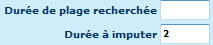 Durée de plage recherchée
Durée à imputer 2